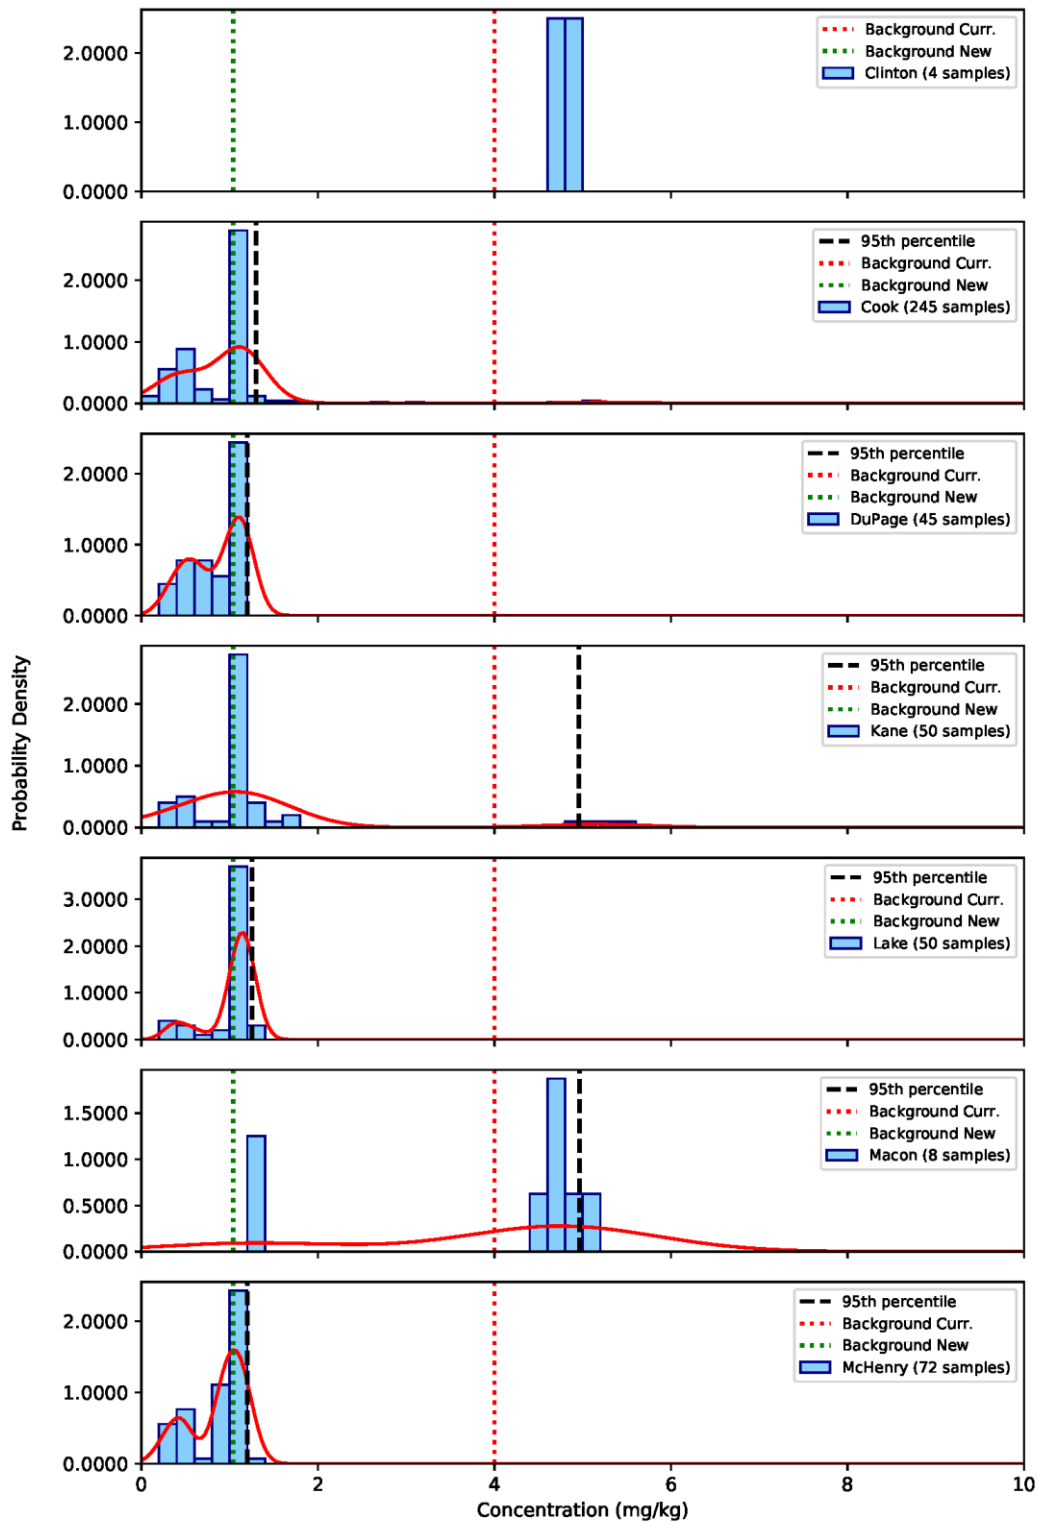 2.0000
1.0000
0.0000
Background Curr.
Background New
Clinton (4 samples)
2.0000
1.0000
0.0000
95th percentile
Background Curr.
Background New
Cook (245 samples)
2.0000
1.0000
0.0000
95th percentile
Background Curr.
Background New
DuPage (45 samples)
Probability Density
2.0000
1.0000
0.0000
95th percentile
Background Curr.
Background New
Kane (50 samples)
3.0000
2.0000
1.0000
0.0000
95th percentile
Background Curr.
Background New
Lake (50 samples)
1.5000
1.0000
0.5000
0.0000
95th percentile
Background Curr.
Background New
Macon (8 samples)
2.0000
1.0000
0.0000
95th percentile
Background Curr.
Background New
McHenry (72 samples)
0 2 4 6 8 10
Concentration (mg/kg)